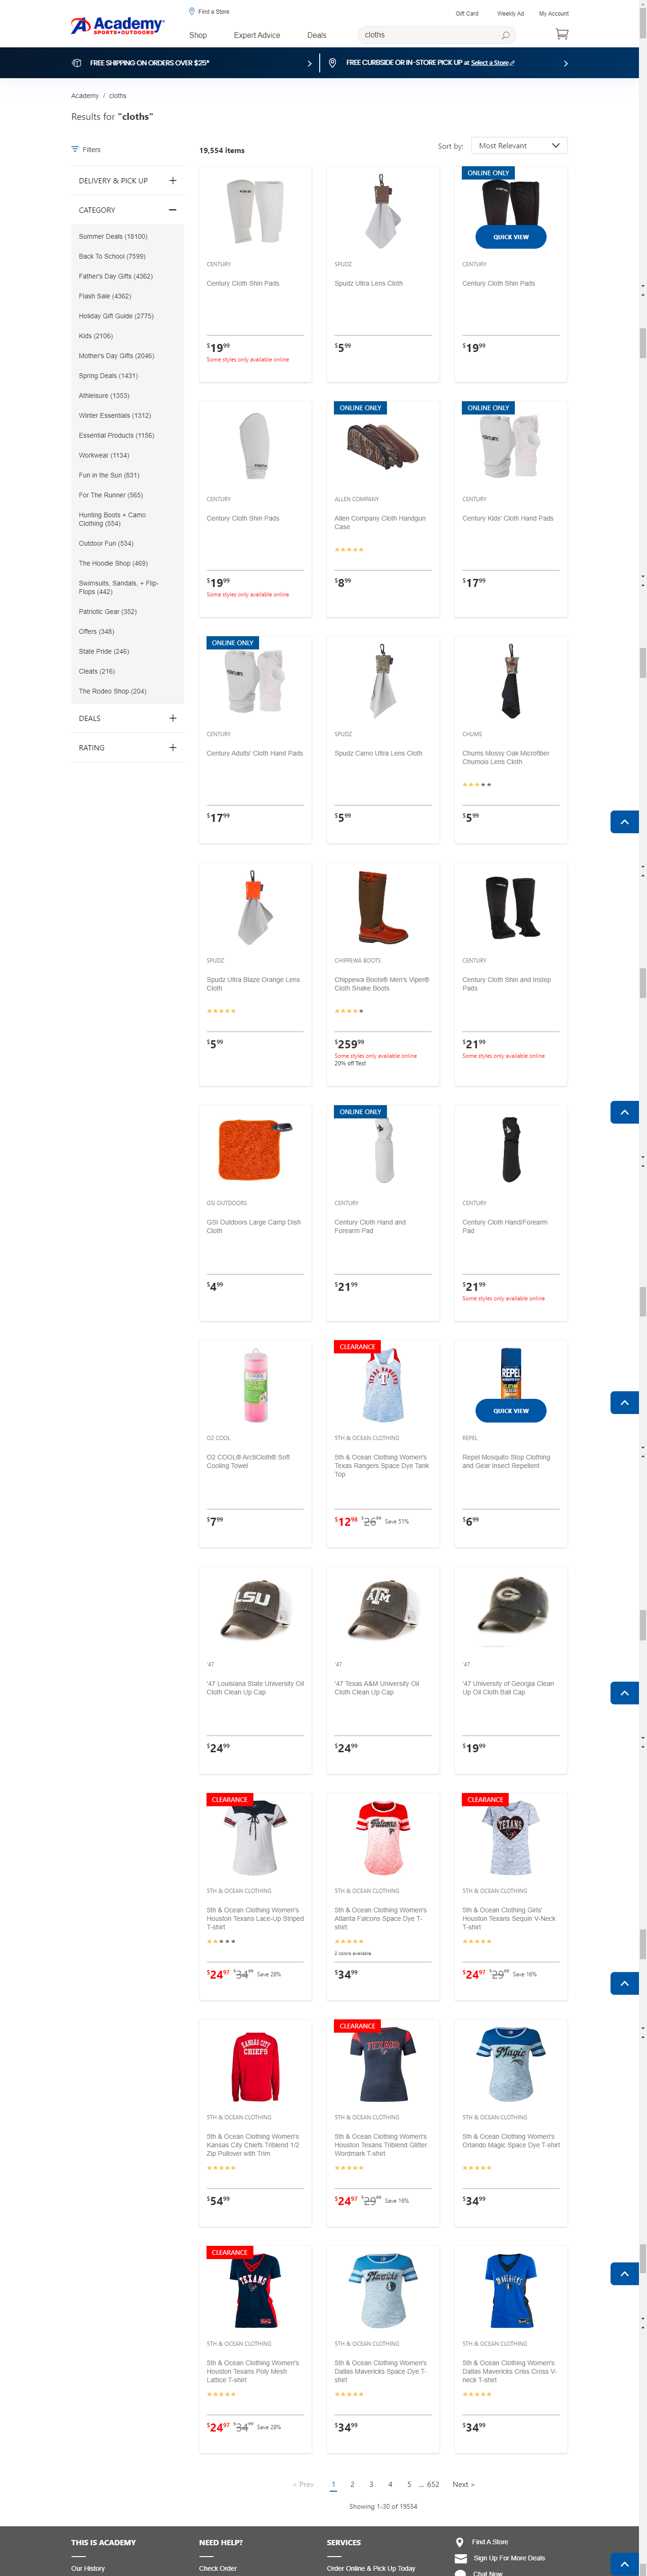 Find a Store
Gift Card
Weekly Ad
My Account
Academy
SPORTS+OUTDOORS
Shop
Expert Advice
Deals
cloths
FREE SHIPPING ON ORDERS OVER $25*
FREE CURBSIDE OR IN-STORE PICK UP at Select a Store
Academy / cloths
Results for "cloths"
Filters
19,554 items
Sort by:
Most Relevant
DELIVERY & PICK UP
CATEGORY
Summer Deals (18100)
Back To School (7599)
Father's Day Gifts (4362)
Flash Sale (4362)
Holiday Gift Guide (2775)
Kids (2106)
Mother's Day Gifts (2046)
Spring Deals (1431)
Athleisure (1353)
Winter Essentials (1312)
Essential Products (1156)
Workwear (1134)
Fun in the Sun (831)
For The Runner (565)
Hunting Boots + Camo
Clothing (554)
Outdoor Fun (534)
The Hoodie Shop (469)
Swimsuits, Sandals, + Flip-
Flops (442)
Patriotic Gear (352)
Offers (348)
State Pride (246)
Cleats (216)
The Rodeo Shop (204)
DEALS
RATING
CENTURY
Century Cloth Shin Pads
$19.99
Some styles only available online
SPUDZ
Spudz Ultra Lens Cloth
$5.99
ONLINE ONLY
QUICK VIEW
CENTURY
Century Cloth Shin Pads
$19.99
CENTURY
Century Cloth Shin Pads
$19.99
Some styles only available online
ONLINE ONLY
ALLEN COMPANY
Allen Company Cloth Handgun
Case
$8.99
ONLINE ONLY
CENTURY
Century Kids' Cloth Hand Pads
$17.99
ONLINE ONLY
CENTURY
Century Adults' Cloth Hand Pads
$17.99
SPUDZ
Spudz Camo Ultra Lens Cloth
$5.99
CHUMS
Chums Mossy Oak Microfiber
Chumois Lens Cloth
$5.99
SPUDZ
Spudz Ultra Blaze Orange Lens
Cloth
$5.99
CHIPPEWA BOOTS
Chippewa Boots® Men's Viper®
Cloth Snake Boots
$259.99
Some styles only available online
20% off Test
CENTURY
Century Cloth Shin and Instep
Pads
$21.99
Some styles only available online
GSI OUTDOORS
GSI Outdoors Large Camp Dish
Cloth
$4.99
ONLINE ONLY
CENTURY
Century Cloth Hand and
Forearm Pad
$21.99
CENTURY
Century Cloth Hand/Forearm
Pad
$21.99
Some styles only available online
O2 COOL
O2 COOL® ArctiCloth® Soft
Cooling Towel
$7.99
CLEARANCE
TEXAS RANGERS
T
5TH & OCEAN CLOTHING
5th & Ocean Clothing Women's
Texas Rangers Space Dye Tank
Top
$12.98 $26.99 Save 51%
REPEL
QUICK VIEW
REPEL
Repel Mosquito Stop Clothing
and Gear Insect Repellent
$6.99
LSU
'47
'47 Louisiana State University Oil
Cloth Clean Up Cap
$24.99
ATM
'47
'47 Texas A&M University Oil
Cloth Clean Up Cap
$24.99
G
'47
'47 University of Georgia Clean
Up Oil Cloth Ball Cap
$19.99
CLEARANCE
5TH & OCEAN CLOTHING
5th & Ocean Clothing Women's
Houston Texans Lace-Up Striped
T-shirt
$24.97 $34.99 Save 28%
Falcons
5TH & OCEAN CLOTHING
5th & Ocean Clothing Women's
Atlanta Falcons Space Dye T-
shirt
2 colors available
$34.99
CLEARANCE
TEXANS
5TH & OCEAN CLOTHING
5th & Ocean Clothing Girls'
Houston Texans Sequin V-Neck
T-shirt
$24.97 $29.99 Save 16%
KANSAS CITY
CHIEFS
5TH & OCEAN CLOTHING
5th & Ocean Clothing Women's
Kansas City Chiefs Triblend 1/2
Zip Pullover with Trim
$54.99
CLEARANCE
TEXANS
5TH & OCEAN CLOTHING
5th & Ocean Clothing Women's
Houston Texans Triblend Glitter
Wordmark T-shirt
$24.97 $29.99 Save 16%
Magic
5TH & OCEAN CLOTHING
5th & Ocean Clothing Women's
Orlando Magic Space Dye T-shirt
$34.99
CLEARANCE
TEXANS
5TH & OCEAN CLOTHING
5th & Ocean Clothing Women's
Houston Texans Poly Mesh
Lattice T-shirt
$24.97 $34.99 Save 28%
Mavericks
5TH & OCEAN CLOTHING
5th & Ocean Clothing Women's
Dallas Mavericks Space Dye T-
shirt
$34.99
MAVERICKS
5TH & OCEAN CLOTHING
5th & Ocean Clothing Women's
Dallas Mavericks Criss Cross V-
neck T-shirt
$34.99
< Prev 1 2 3 4 5 ... 652 Next >
Showing 1-30 of 19554
THIS IS ACADEMY
Our History
NEED HELP?
Check Order
SERVICES
Order Online & Pick Up Today
Find A Store
Sign Up For More Deals
Chat Now